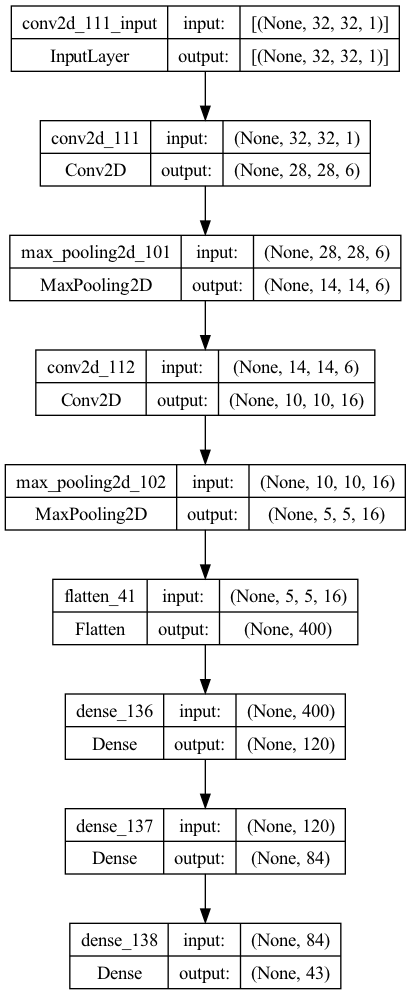 conv2d_111_input input: [(None, 32, 32, 1)]
InputLayer output: [(None, 32, 32, 1)]
conv2d_111 input: (None, 32, 32, 1)
Conv2D output: (None, 28, 28, 6)
max_pooling2d_101 input: (None, 28, 28, 6)
MaxPooling2D output: (None, 14, 14, 6)
conv2d_112 input: (None, 14, 14, 6)
Conv2D output: (None, 10, 10, 16)
max_pooling2d_102 input: (None, 10, 10, 16)
MaxPooling2D output: (None, 5, 5, 16)
flatten_41 input: (None, 5, 5, 16)
Flatten output: (None, 400)
dense_136 input: (None, 400)
Dense output: (None, 120)
dense_137 input: (None, 120)
Dense output: (None, 84)
dense_138 input: (None, 84)
Dense output: (None, 43)